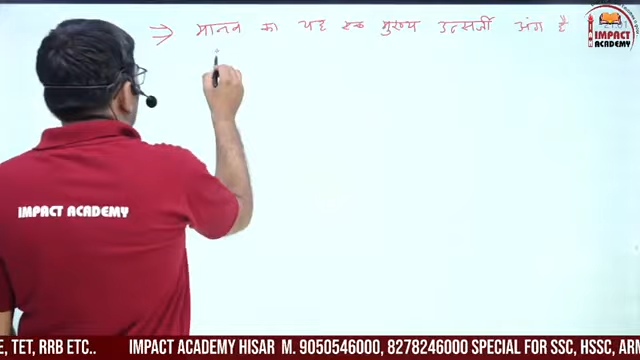 ⇒ मानव का यह एक मुख्य उत्सर्जी अंग है
IMPACT
ACADEMY
IMPACT ACADEMY
E, TET, RRB ETC.. IMPACT ACADEMY HISAR M. 9050546000, 8278246000 SPECIAL FOR SSC, HSSC, ARM